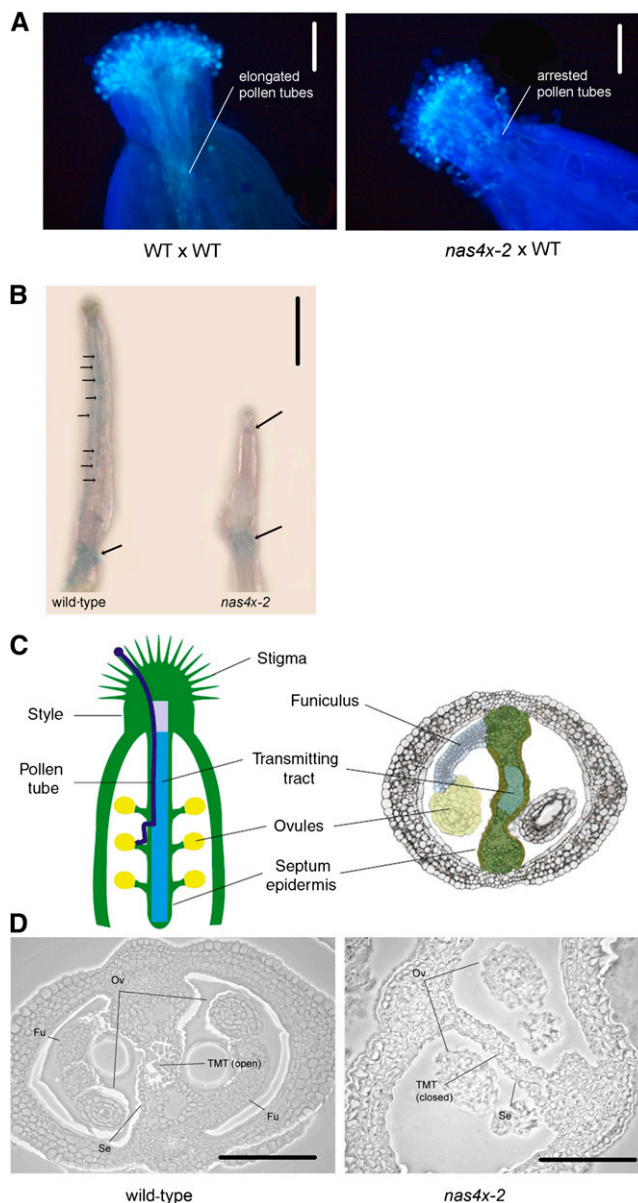 A
elongated
pollen tubes
arrested
pollen tubes
WT x WT
nas4x-2 x WT
B
wild-type
nas4x-2
C
Stigma
Style
Funiculus
Pollen
tube
Transmitting
tract
Ovules
Septum
epidermis
D
Ov
Fu
TMT (open)
Fu
Se
Ov
TMT
(closed)
Se
wild-type
nas4x-2